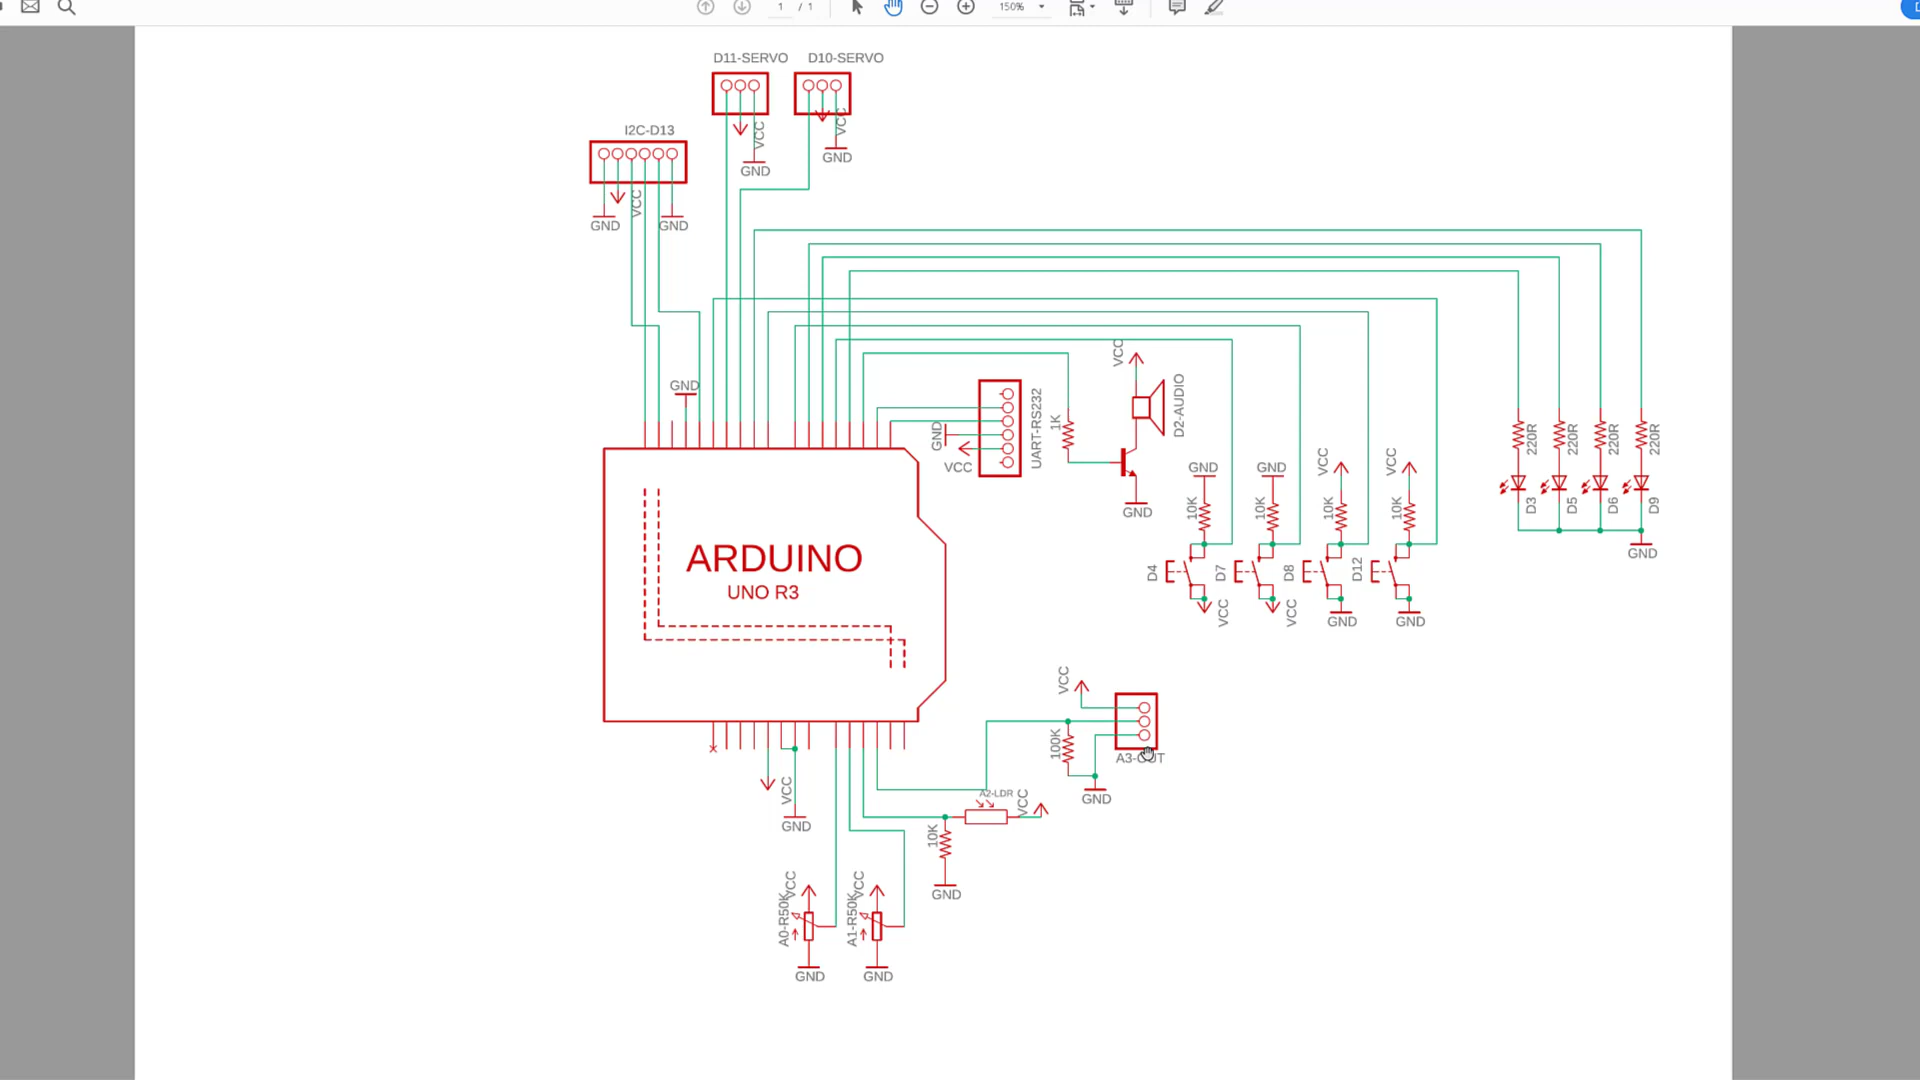 1 / 1
150%
D11-SERVO
D10-SERVO
VCC
VCC
GND
GND
I2C-D13
VCC
GND
GND
GND
UART-RS232
GND
VCC
1K
VCC
D2-AUDIO
GND
GND
GND
VCC
VCC
10K
10K
10K
10K
D4
D7
D8
D12
VCC
VCC
GND
GND
220R
220R
220R
220R
D3
D5
D6
D9
GND
ARDUINO
UNO R3
VCC
100K
A3-OUT
GND
VCC
GND
A2-LDR
VCC
10K
GND
VCC
A0-R50K
GND
VCC
A1-R50K
GND